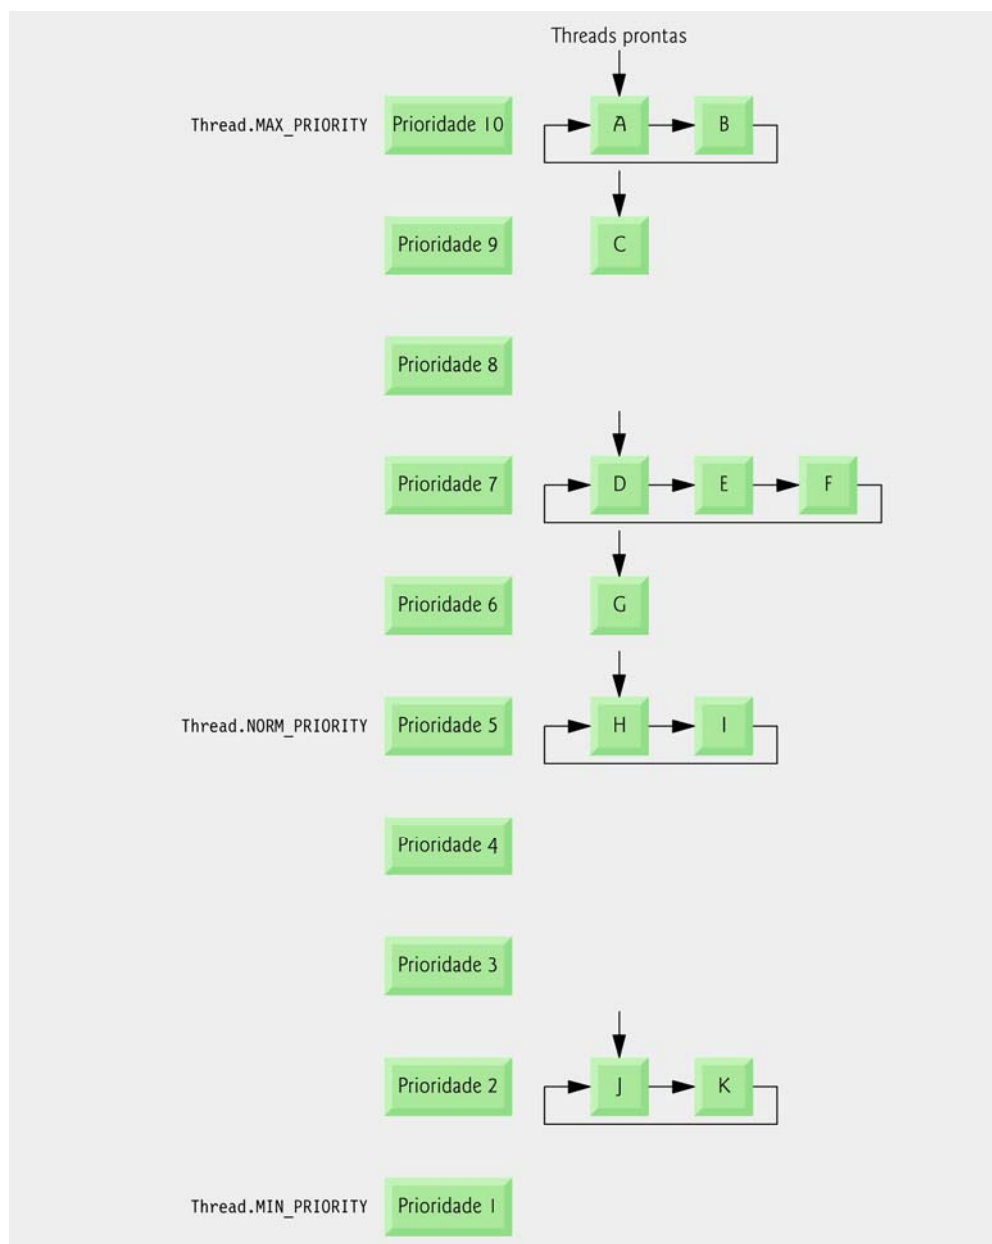 Threads prontas
Thread.MAX_PRIORITY Prioridade 10 A B
Prioridade 9 C
Prioridade 8
Prioridade 7 D E F
Prioridade 6 G
Thread.NORM_PRIORITY Prioridade 5 H I
Prioridade 4
Prioridade 3
Prioridade 2 J K
Thread.MIN_PRIORITY Prioridade 1